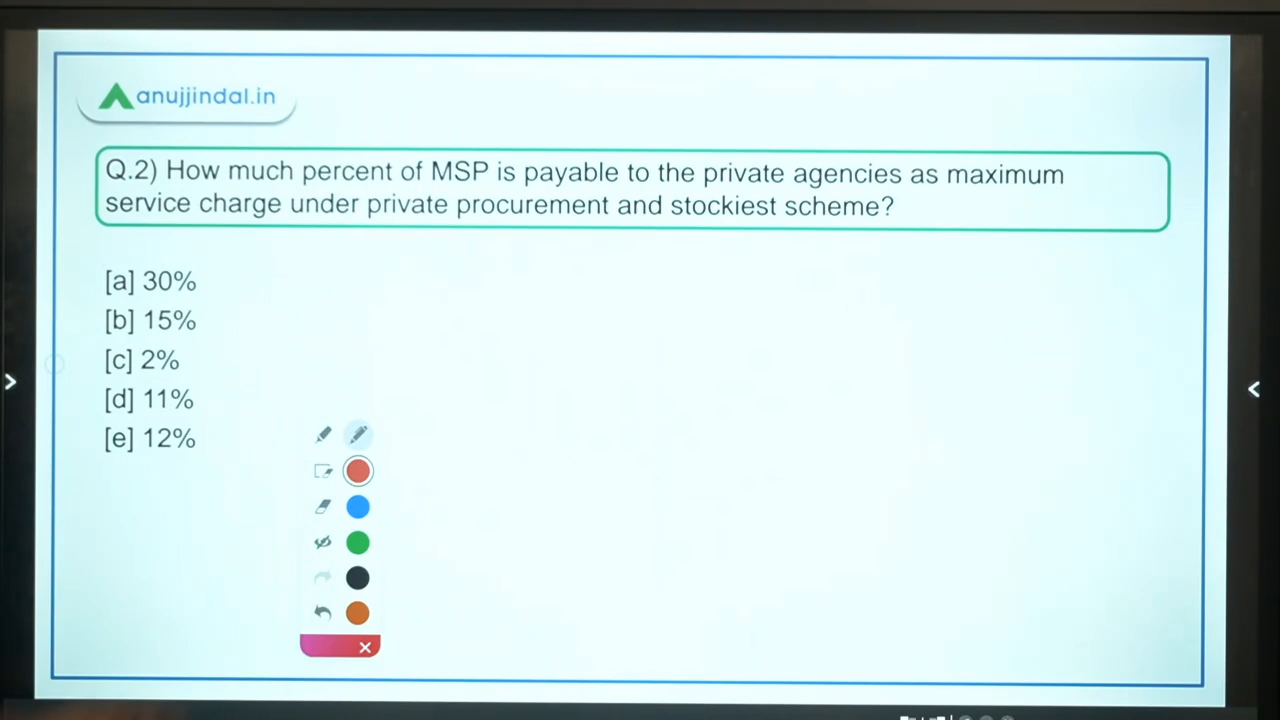 anujjindal.in
Q.2) How much percent of MSP is payable to the private agencies as maximum
service charge under private procurement and stockiest scheme?
[a] 30%
[b] 15%
[c] 2%
[d] 11%
[e] 12%